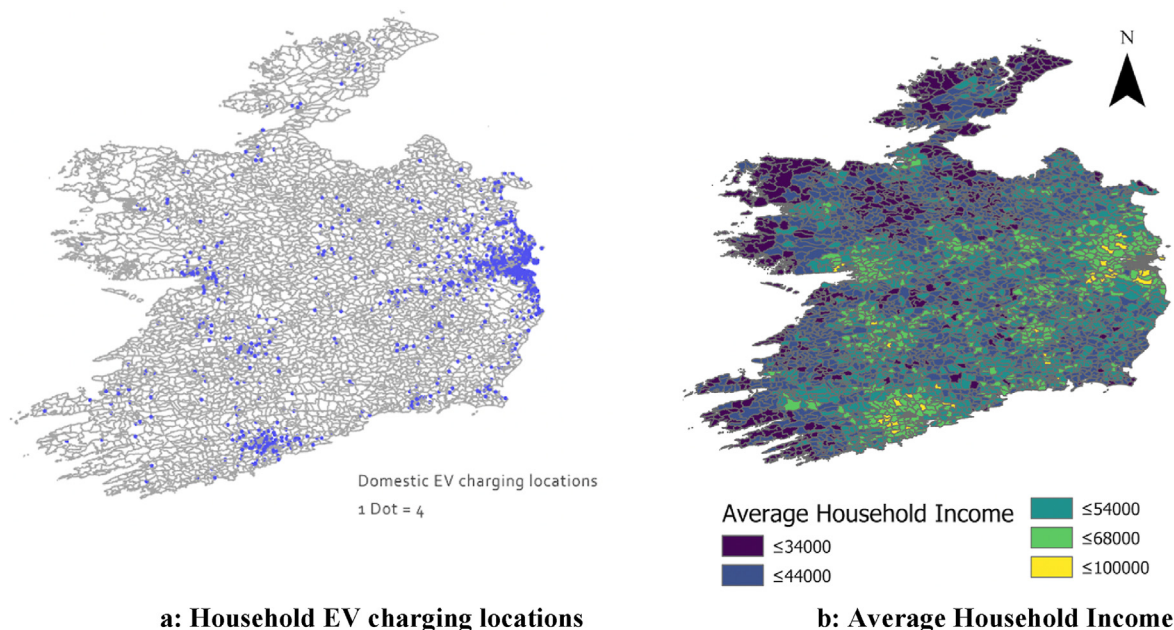 N
Domestic EV charging locations
1 Dot = 4
Average Household Income
≤34000
≤44000
≤54000
≤68000
≤100000
a: Household EV charging locations
b: Average Household Income